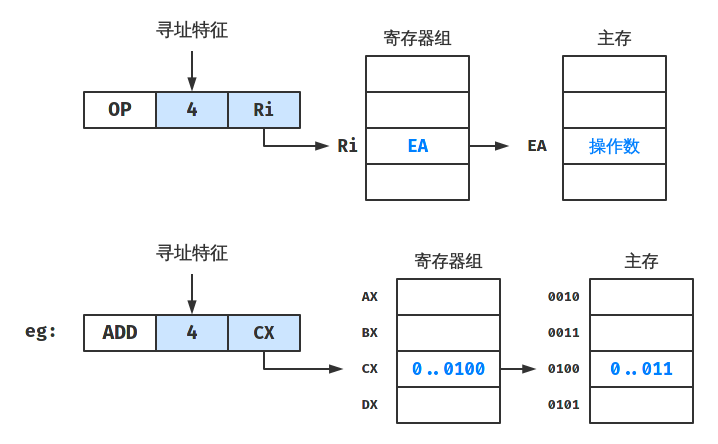 寻址特征
寄存器组
主存
OP
4
Ri
Ri
EA
EA
操作数
寻址特征
寄存器组
主存
eg:
ADD
4
CX
AX
BX
CX
DX
0..0100
0010
0011
0100
0101
0..011